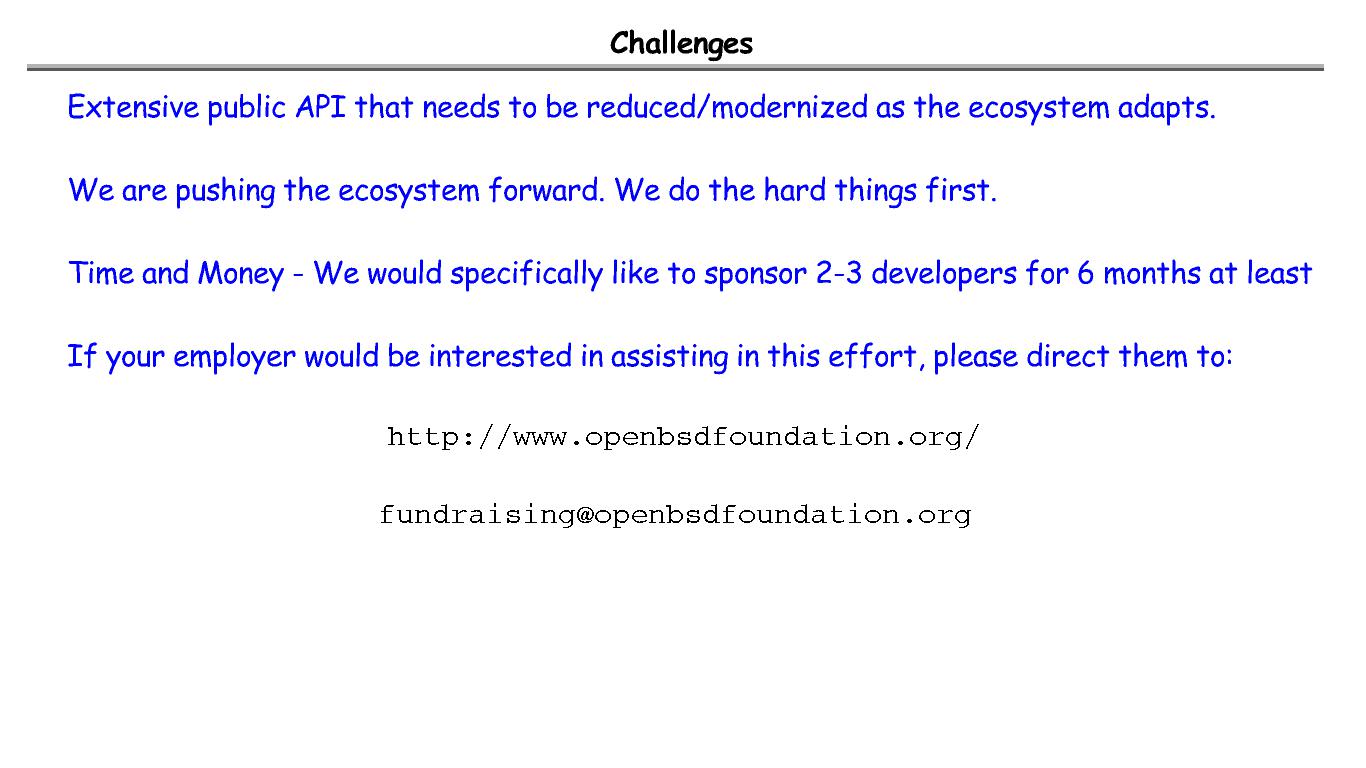 Challenges
Extensive public API that needs to be reduced/modernized as the ecosystem adapts.
We are pushing the ecosystem forward. We do the hard things first.
Time and Money - We would specifically like to sponsor 2-3 developers for 6 months at least
If your employer would be interested in assisting in this effort, please direct them to:
http://www.openbsdfoundation.org/
fundraising@openbsdfoundation.org